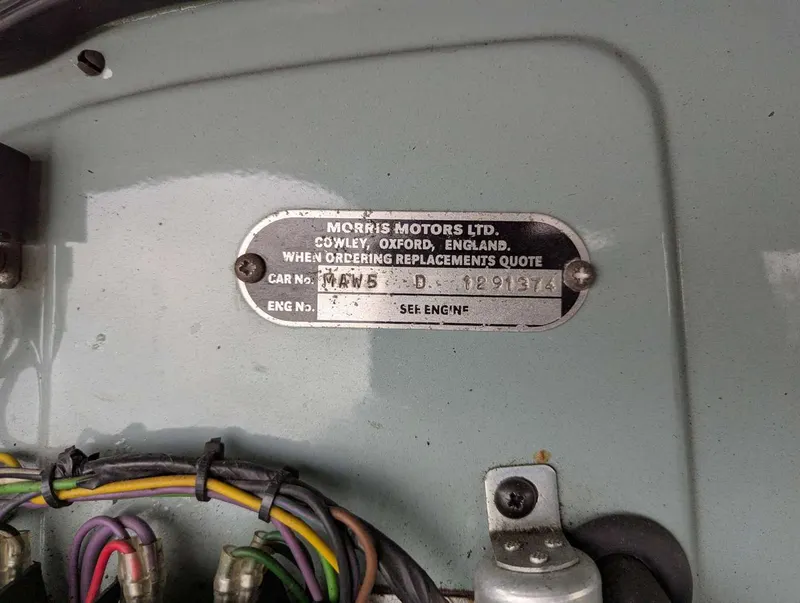 MORRIS MOTORS LTD.
COWLEY, OXFORD, ENGLAND.
WHEN ORDERING REPLACEMENTS QUOTE
CAR No. MAW5 D 1291374
ENG No. SEE ENGINE